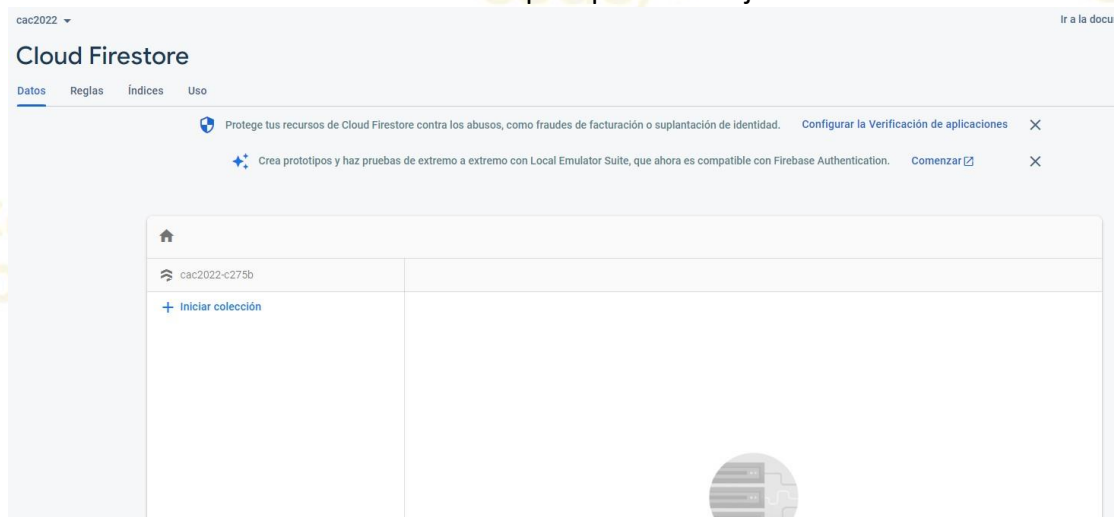 cac2022
Ir a la docu
Cloud Firestore
Datos Reglas Índices Uso
Protege tus recursos de Cloud Firestore contra los abusos, como fraudes de facturación o suplantación de identidad. Configurar la Verificación de aplicaciones
Crea prototipos y haz pruebas de extremo a extremo con Local Emulator Suite, que ahora es compatible con Firebase Authentication. Comenzar
cac2022-c275b
+ Iniciar colección